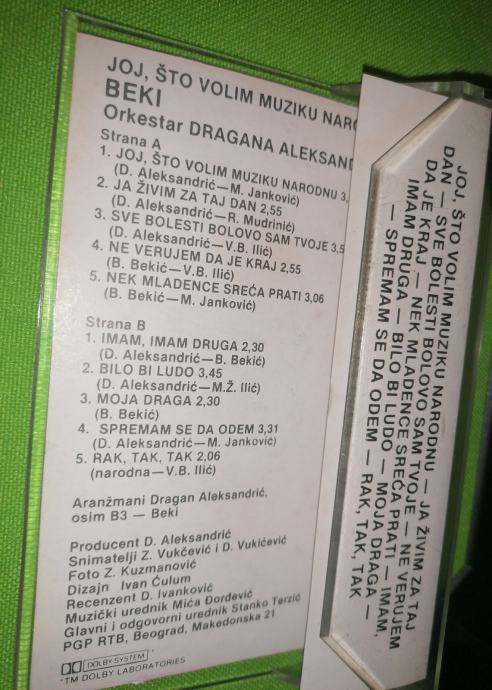 JOJ, ŠTO VOLIM MUZIKU
BEKI
Orkestar DRAGANA
Strana A
1. JOJ, ŠTO VOLIM MUZIKU NARODNU
(D. Aleksandrić—M. Janković)
2. JA ŽIVIM ZA TAJ DAN 2,55
(D. Aleksandrić—R. Mudrinić)
3. SVE BOLESTI BOLOVO SAM TVOJE
(D. Aleksandrić—V.B. Ilić)
4. NE VERUJEM DA JE KRAJ 2,55
(B. Bekić—V.B. Ilić)
5. NEK MLADENCE SREĆA PRATI 3,06
(B. Bekić—M. Janković)
Strana B
1. IMAM, IMAM DRUGA 2,30
(D. Aleksandrić—B. Bekić)
2. BILO BI LUDO 3,45
(D. Aleksandrić—M.Ž. Ilić)
3. MOJA DRAGA 2,30
(B. Bekić)
4. SPREMAM SE DA ODEM 3,31
(D. Aleksandrić—M. Janković)
5. RAK, TAK, TAK 2,06
(narodna—V.B. Ilić)
Aranžmani Dragan Aleksandrić,
osim B3 — Beki
Producent D. Aleksandrić
Snimatelji Z. Vukčević i D. Vukićević
Foto Z. Kuzmanović
Dizajn Ivan Ćulum
Recenzent D. Ivanković
Muzički urednik Mića Đorđević
Glavni i odgovorni urednik Stanko Terzić
PGP RTB, Beograd, Makedonska 21
DOLBY SYSTEM
*TM DOLBY LABORATORIES
JOJ, ŠTO VOLIM MUZIKU NARODNU — JA ŽIVIM ZA TAJ
DAN — SVE BOLESTI BOLOVO SAM TVOJE — NE VERUJEM
DA JE KRAJ — NEK MLADENCE SREĆA PRATI — IMAM,
IMAM DRUGA — BILO BI LUDO — MOJA DRAGA —
— SPREMAM SE DA ODEM — RAK, TAK, TAK